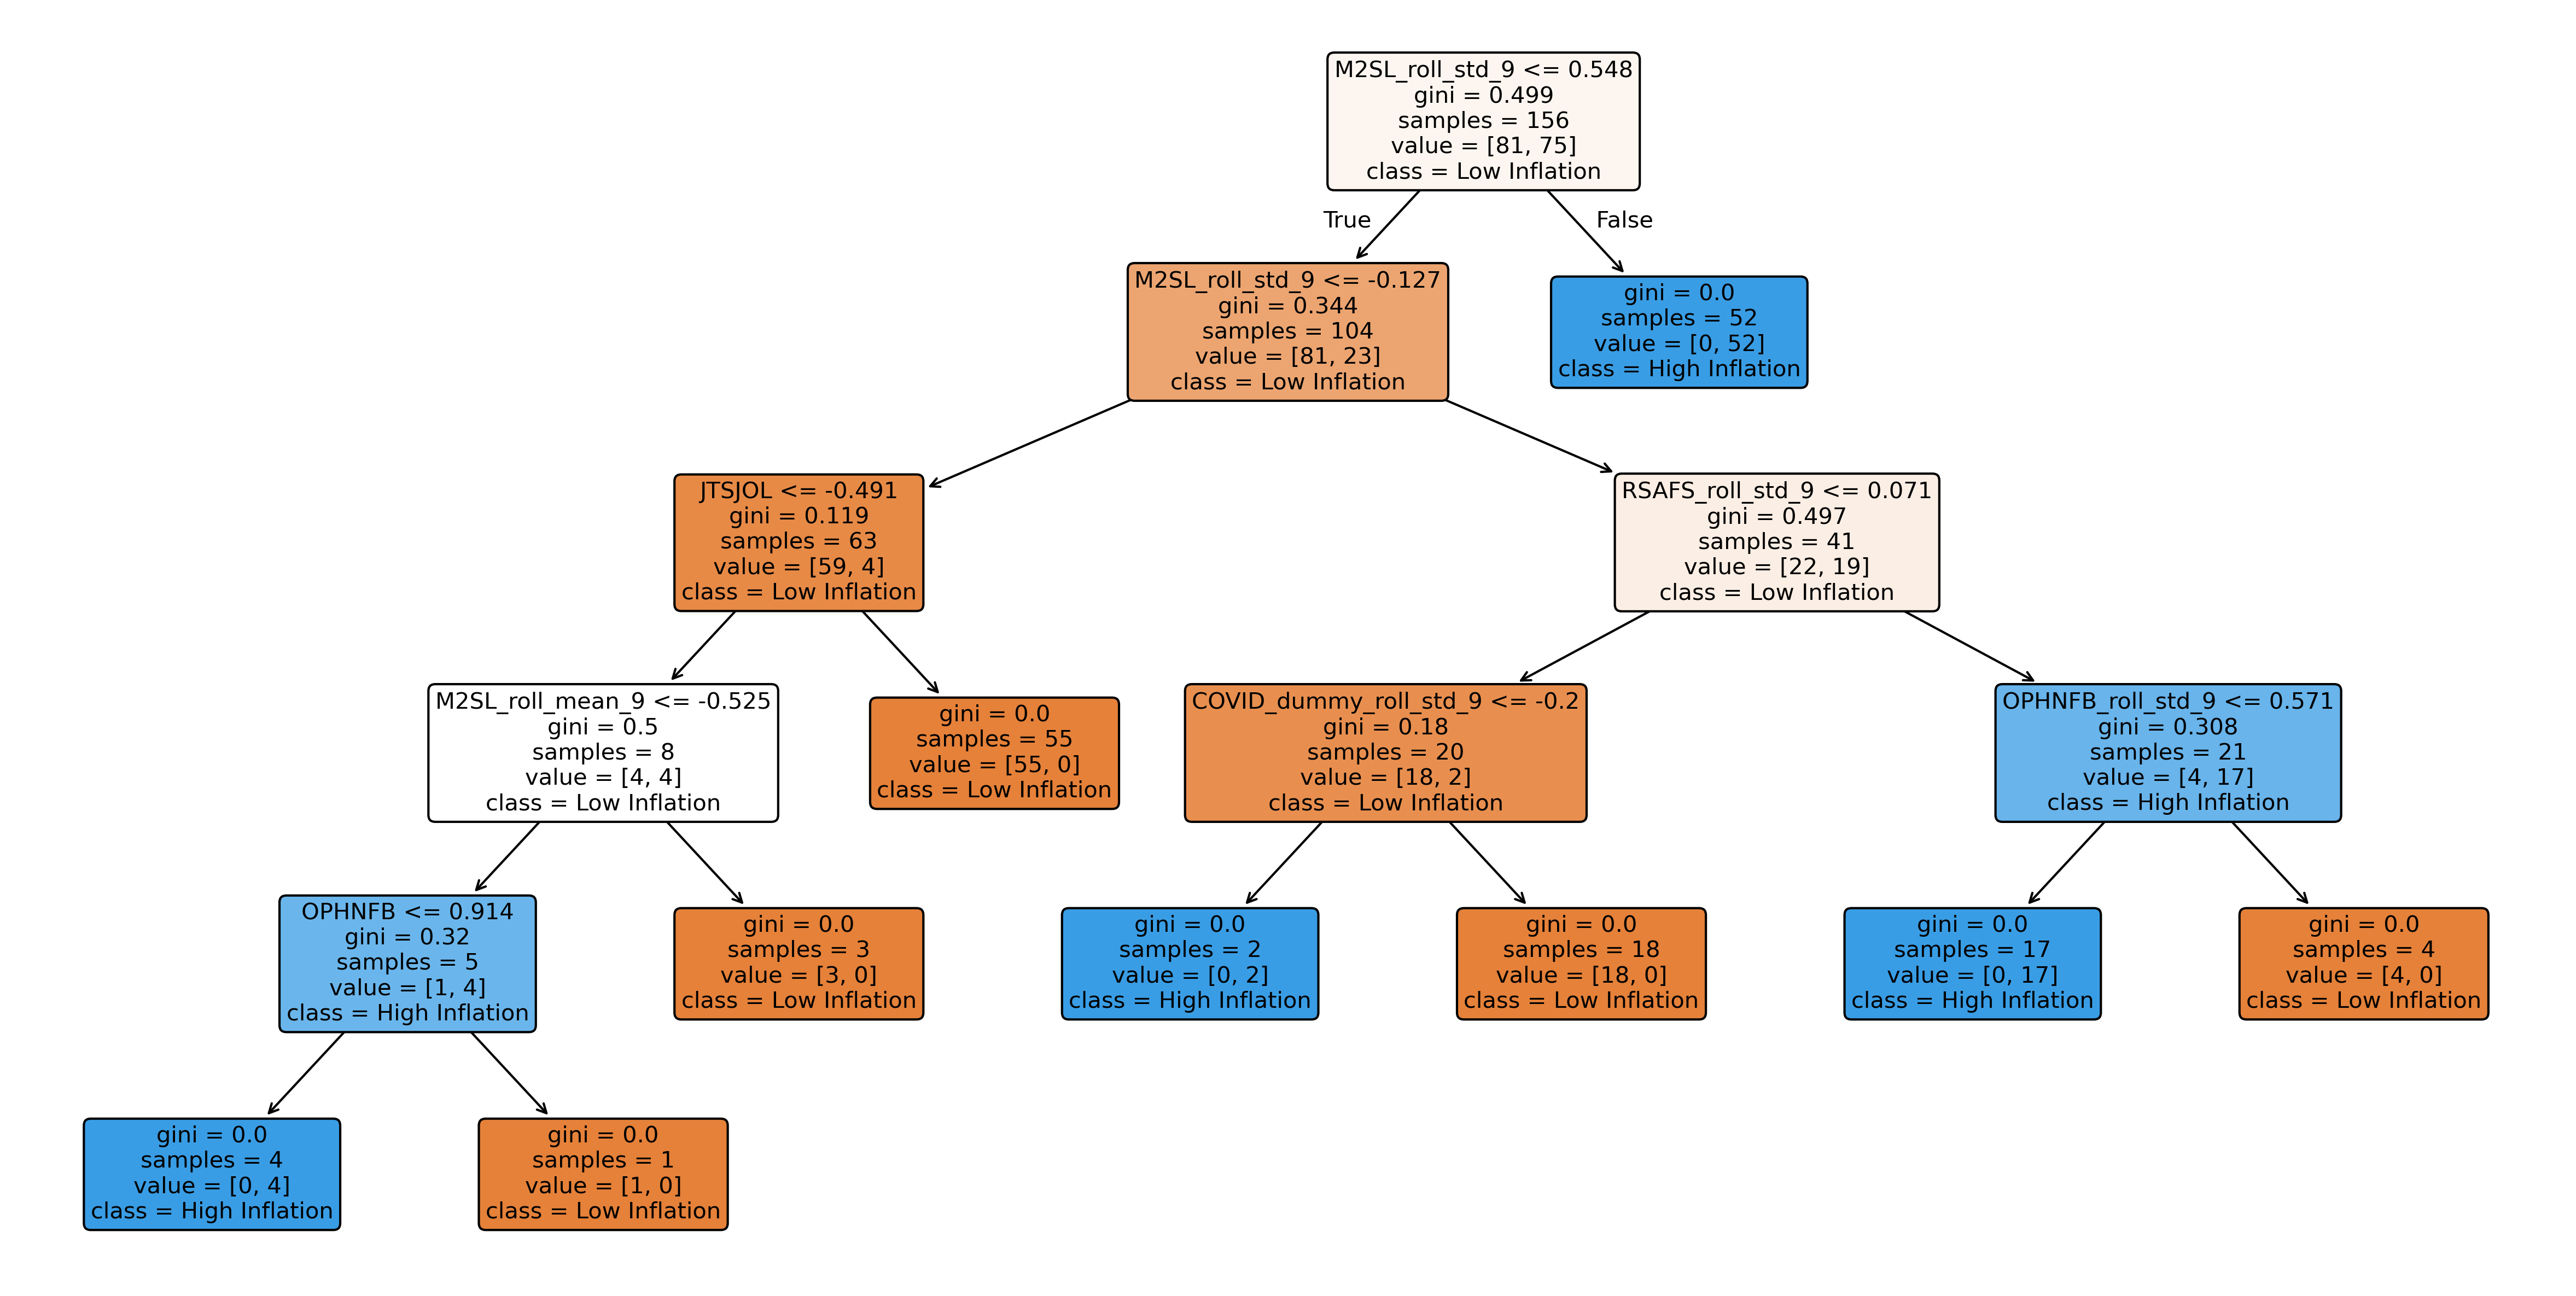 M2SL_roll_std_9 <= 0.548
gini = 0.499
samples = 156
value = [81, 75]
class = Low Inflation
True
False
M2SL_roll_std_9 <= -0.127
gini = 0.344
samples = 104
value = [81, 23]
class = Low Inflation
gini = 0.0
samples = 52
value = [0, 52]
class = High Inflation
JTSJOL <= -0.491
gini = 0.119
samples = 63
value = [59, 4]
class = Low Inflation
RSAFS_roll_std_9 <= 0.071
gini = 0.497
samples = 41
value = [22, 19]
class = Low Inflation
M2SL_roll_mean_9 <= -0.525
gini = 0.5
samples = 8
value = [4, 4]
class = Low Inflation
gini = 0.0
samples = 55
value = [55, 0]
class = Low Inflation
COVID_dummy_roll_std_9 <= -0.2
gini = 0.18
samples = 20
value = [18, 2]
class = Low Inflation
OPHNFB_roll_std_9 <= 0.571
gini = 0.308
samples = 21
value = [4, 17]
class = High Inflation
OPHNFB <= 0.914
gini = 0.32
samples = 5
value = [1, 4]
class = High Inflation
gini = 0.0
samples = 3
value = [3, 0]
class = Low Inflation
gini = 0.0
samples = 2
value = [0, 2]
class = High Inflation
gini = 0.0
samples = 18
value = [18, 0]
class = Low Inflation
gini = 0.0
samples = 17
value = [0, 17]
class = High Inflation
gini = 0.0
samples = 4
value = [4, 0]
class = Low Inflation
gini = 0.0
samples = 4
value = [0, 4]
class = High Inflation
gini = 0.0
samples = 1
value = [1, 0]
class = Low Inflation